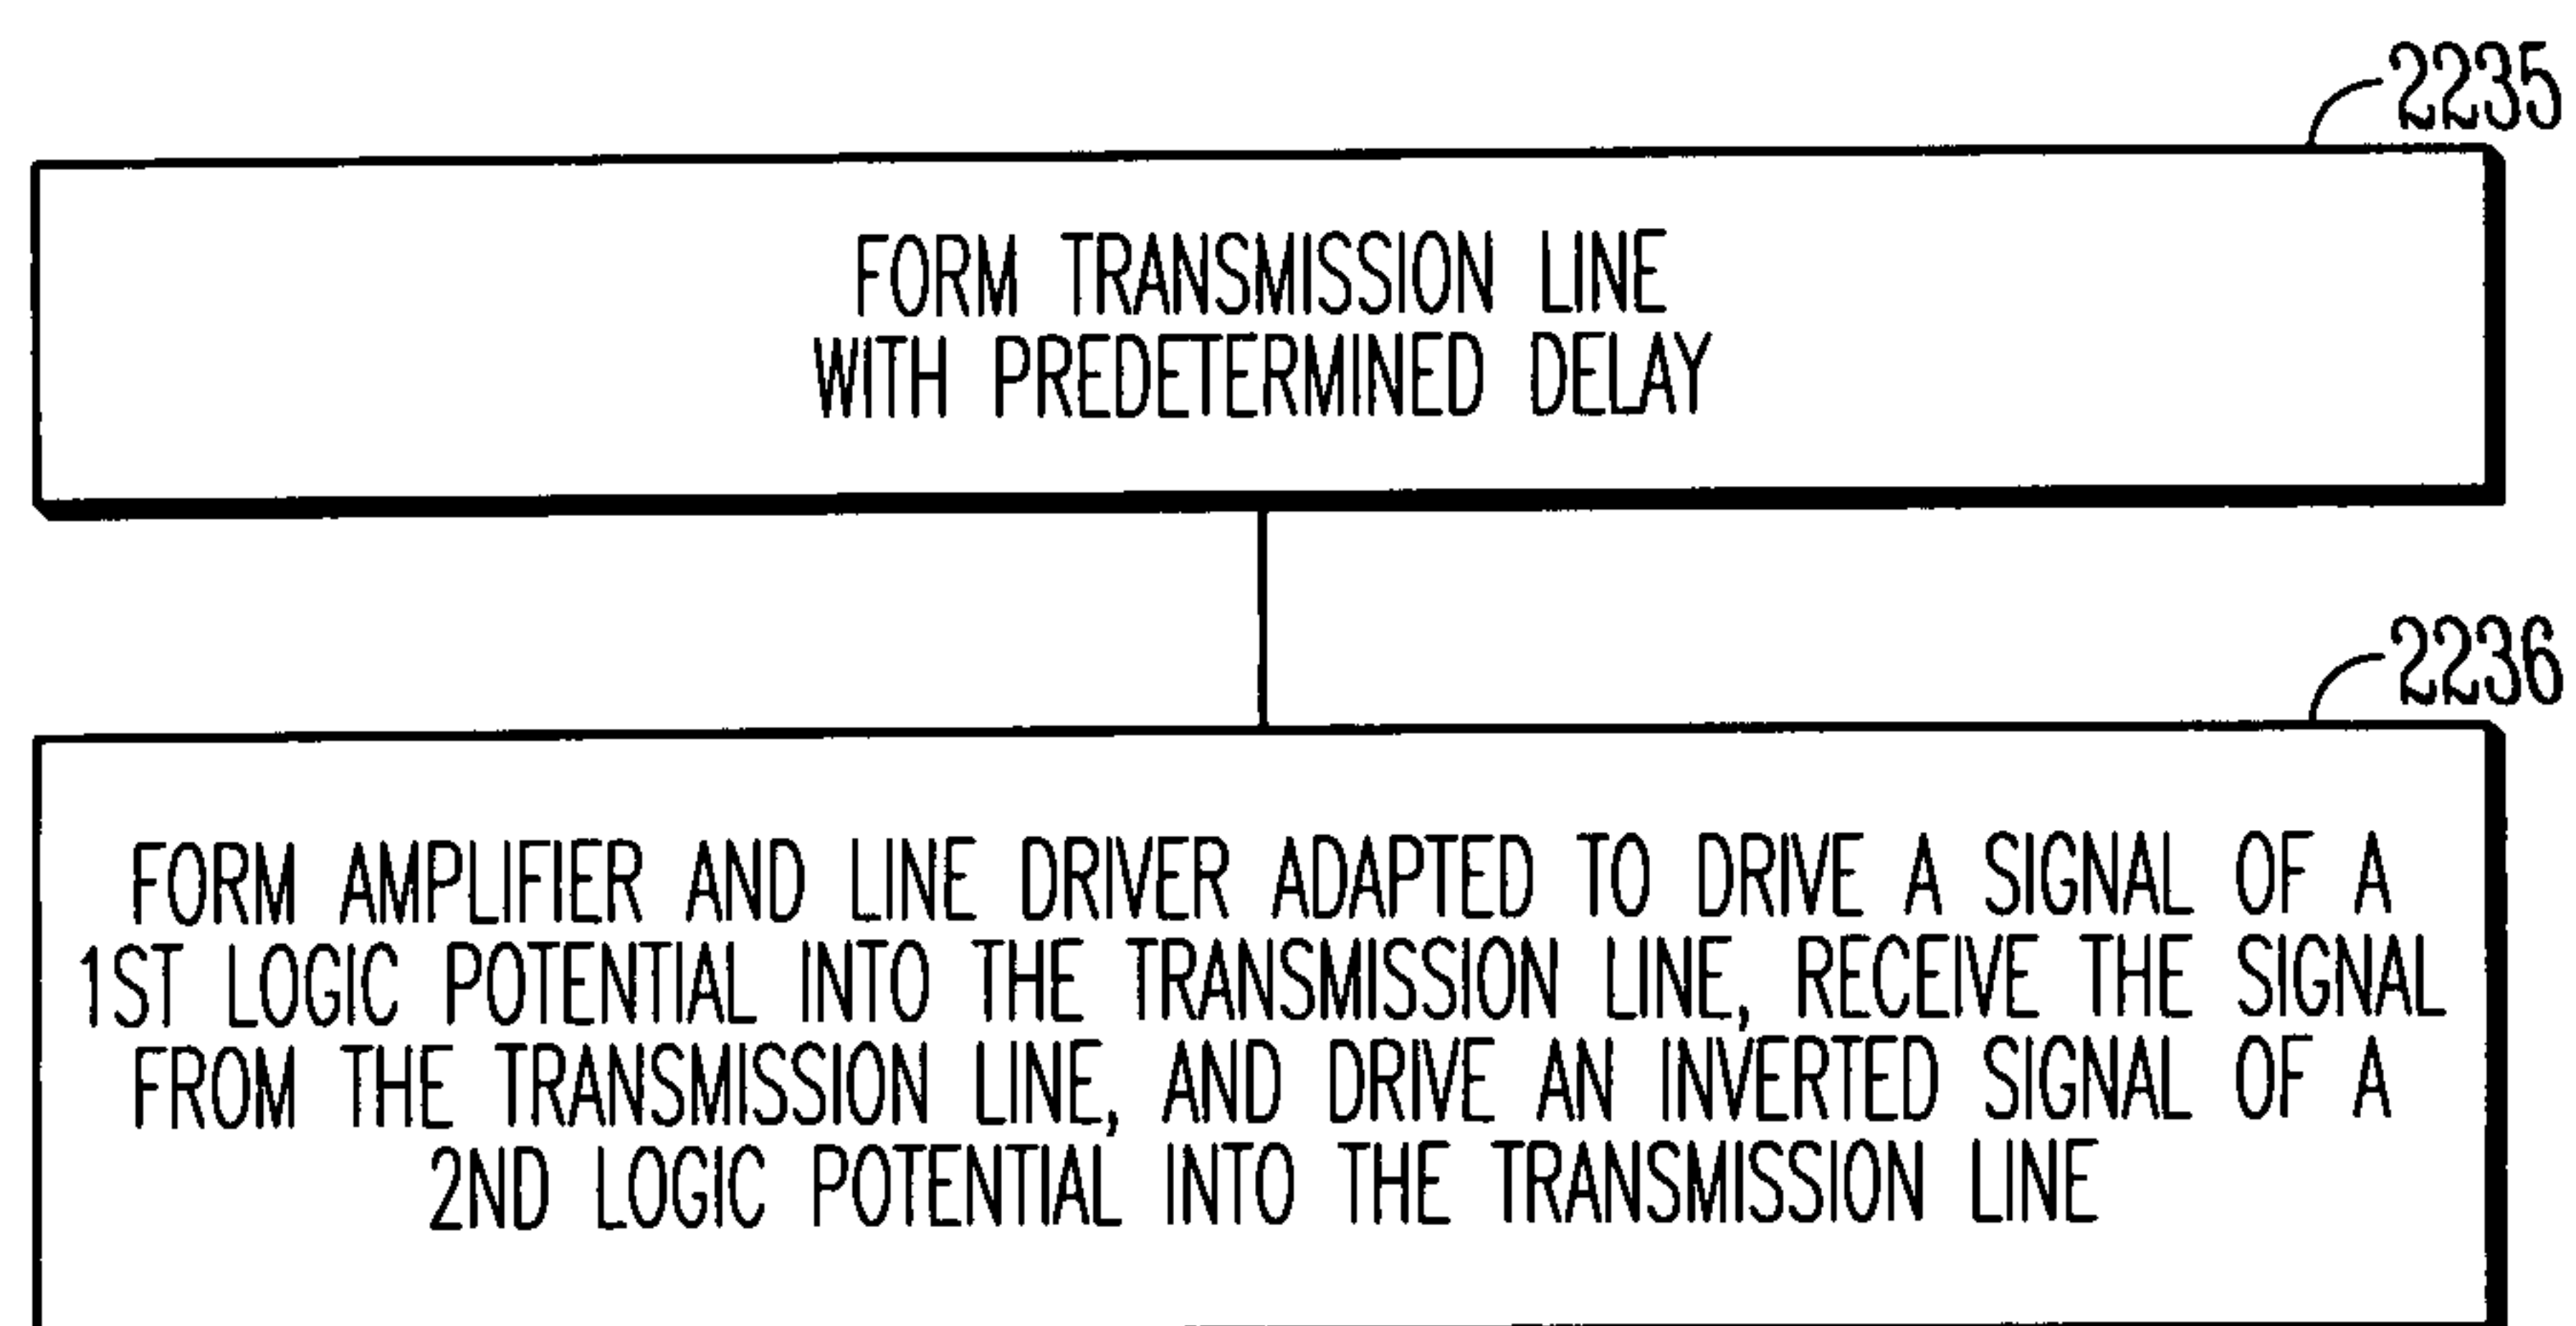 2235
FORM TRANSMISSION LINE
WITH PREDETERMINED DELAY
2236
FORM AMPLIFIER AND LINE DRIVER ADAPTED TO DRIVE A SIGNAL OF A
1ST LOGIC POTENTIAL INTO THE TRANSMISSION LINE, RECEIVE THE SIGNAL
FROM THE TRANSMISSION LINE, AND DRIVE AN INVERTED SIGNAL OF A
2ND LOGIC POTENTIAL INTO THE TRANSMISSION LINE